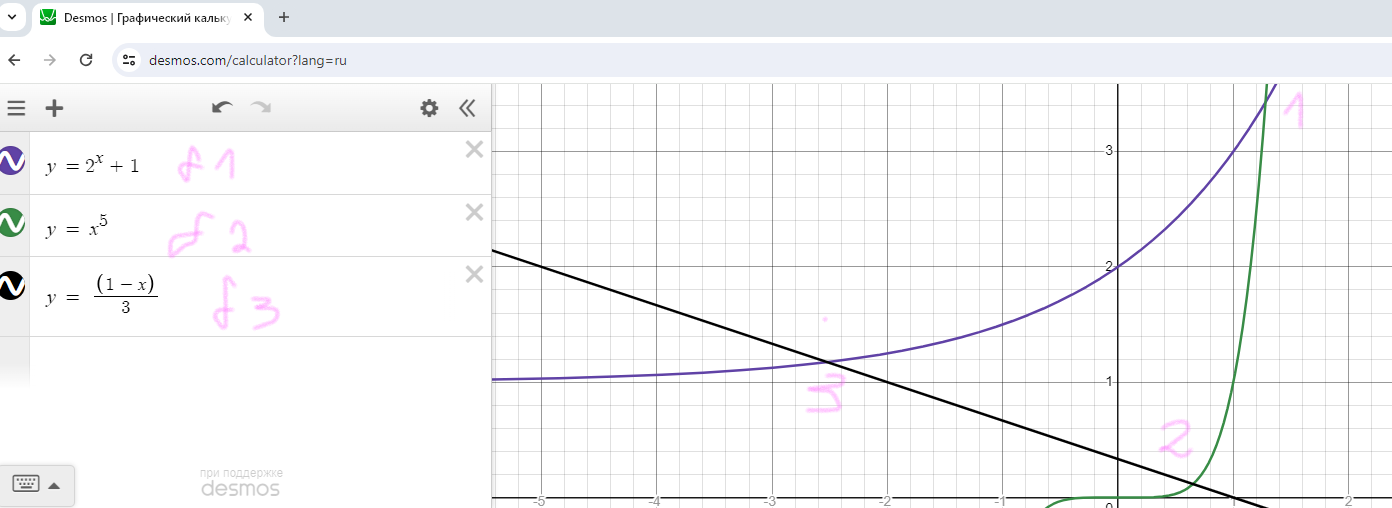 Desmos | Графический кальку
desmos.com/calculator?lang=ru
y = 2^x + 1
f1
y = x^5
f2
y = (1 − x)/3
f3
при поддержке
desmos
1
3
2
3
1
2
-5 -4 -3 -2 -1 0 1 2